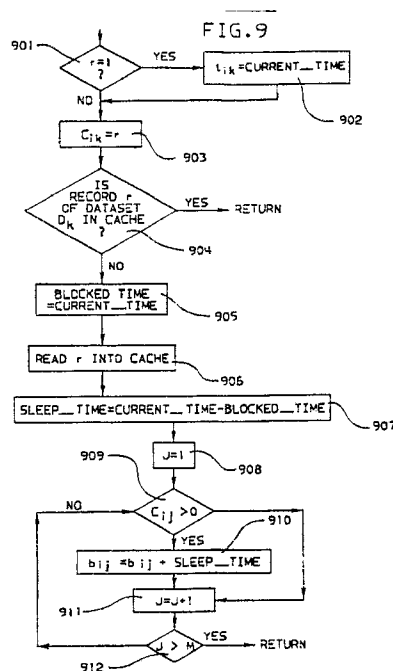 FIG.9
901
r=1
?
YES
t_ik=CURRENT_TIME
902
NO
C_ik=r
903
IS
RECORD r
OF DATASET
D_k IN CACHE
?
YES
RETURN
904
NO
BLOCKED TIME
=CURRENT_TIME
905
READ r INTO CACHE
906
SLEEP_TIME=CURRENT_TIME-BLOCKED_TIME
907
J=1
908
909
NO
C_ij>0
910
YES
b_ij=b_ij+SLEEP_TIME
911
J=J+1
J>M
YES
RETURN
912